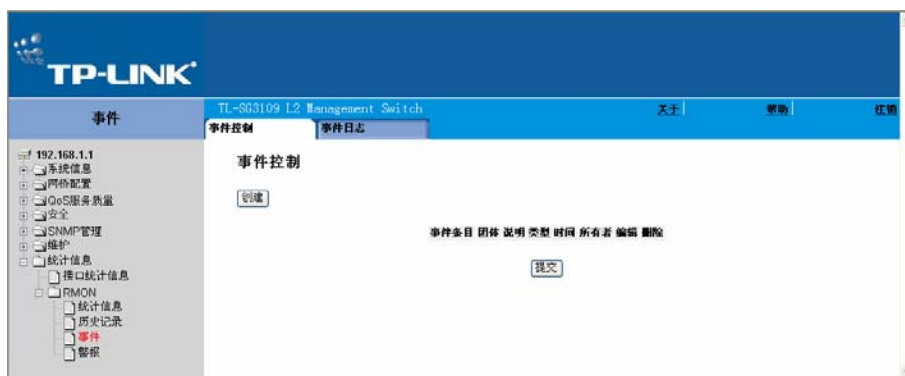 TP-LINK
事件
TL-SG3109 L2 Management Switch
关于
帮助
注销
事件控制
事件日志
192.168.1.1
系统信息
网桥配置
QoS服务质量
安全
SNMP管理
维护
统计信息
接口统计信息
RMON
统计信息
历史记录
事件
警报
事件控制
创建
事件条目 团体 说明 类型 时间 所有者 编辑 删除
提交